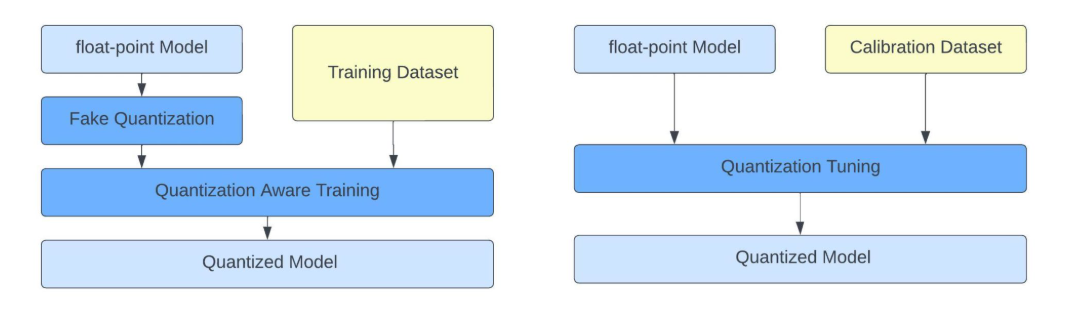 float-point Model
Training Dataset
Fake Quantization
Quantization Aware Training
Quantized Model
float-point Model
Calibration Dataset
Quantization Tuning
Quantized Model